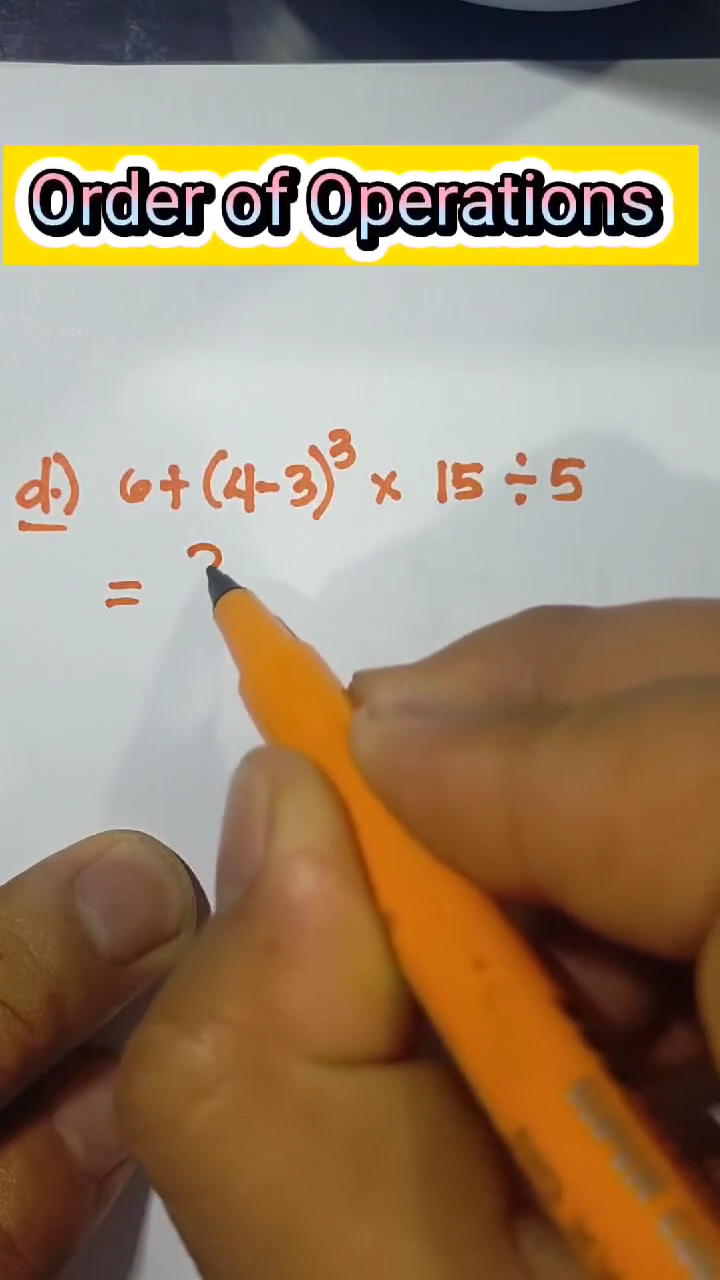 Order of Operations
d.) 6+(4-3)³ × 15 ÷ 5
= ?